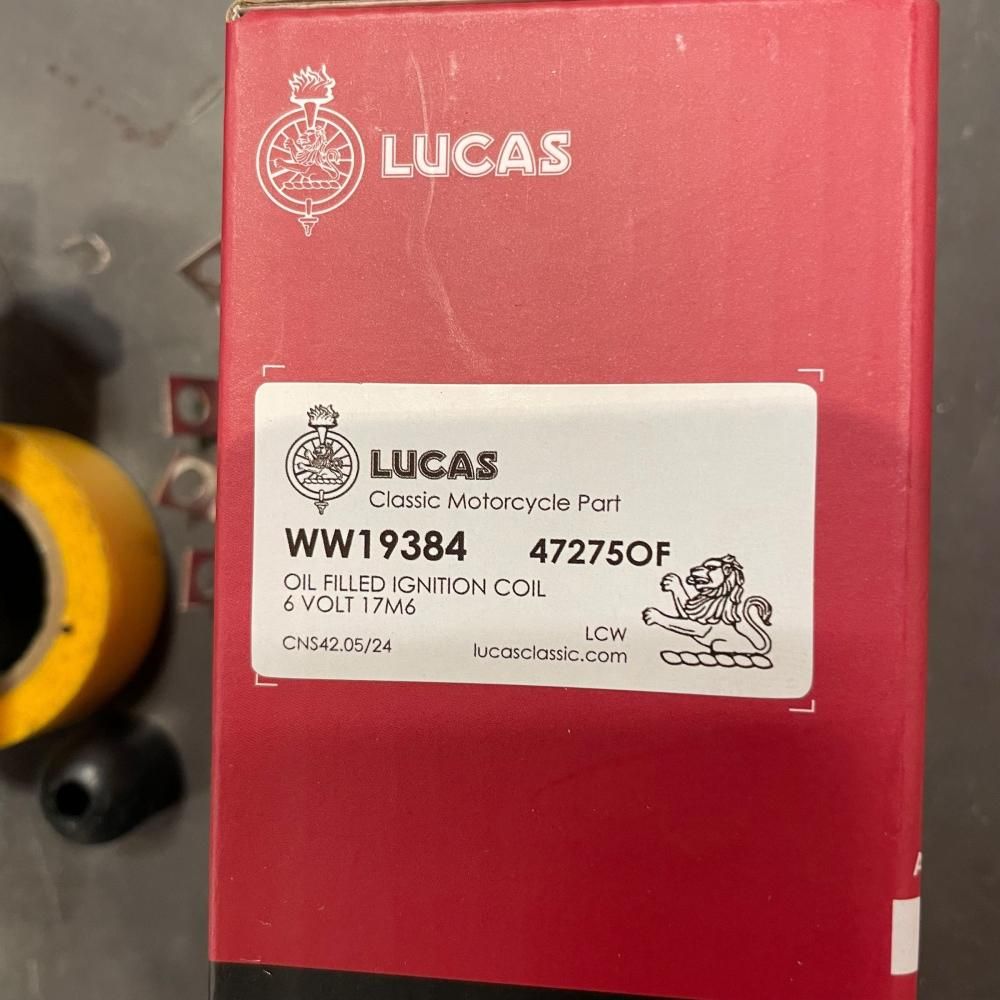 LUCAS
LUCAS
Classic Motorcycle Part
WW19384 47275OF
OIL FILLED IGNITION COIL
6 VOLT 17M6
CNS42.05/24
LCW
lucasclassic.com